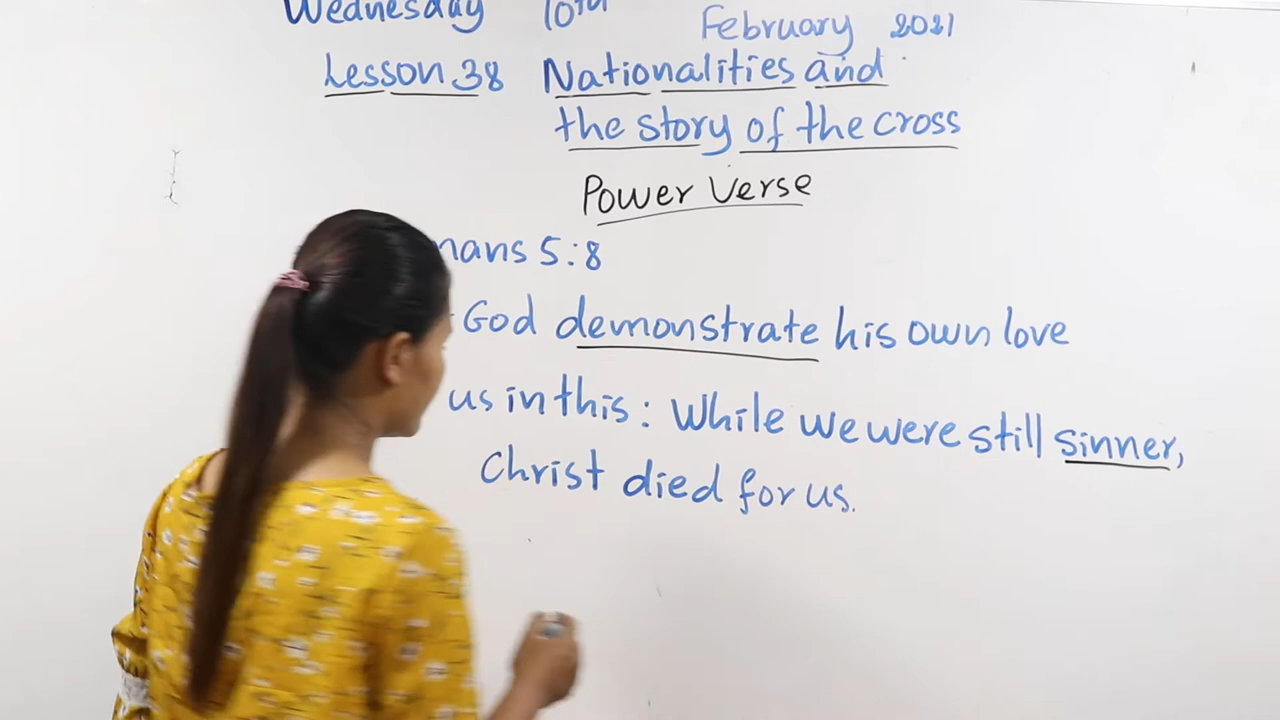 Wednesday 10th February 2021
Lesson 38 Nationalities and
the story of the cross
Power Verse
mans 5:8
God demonstrate his own love
us in this: While we were still sinner,
Christ died for us.